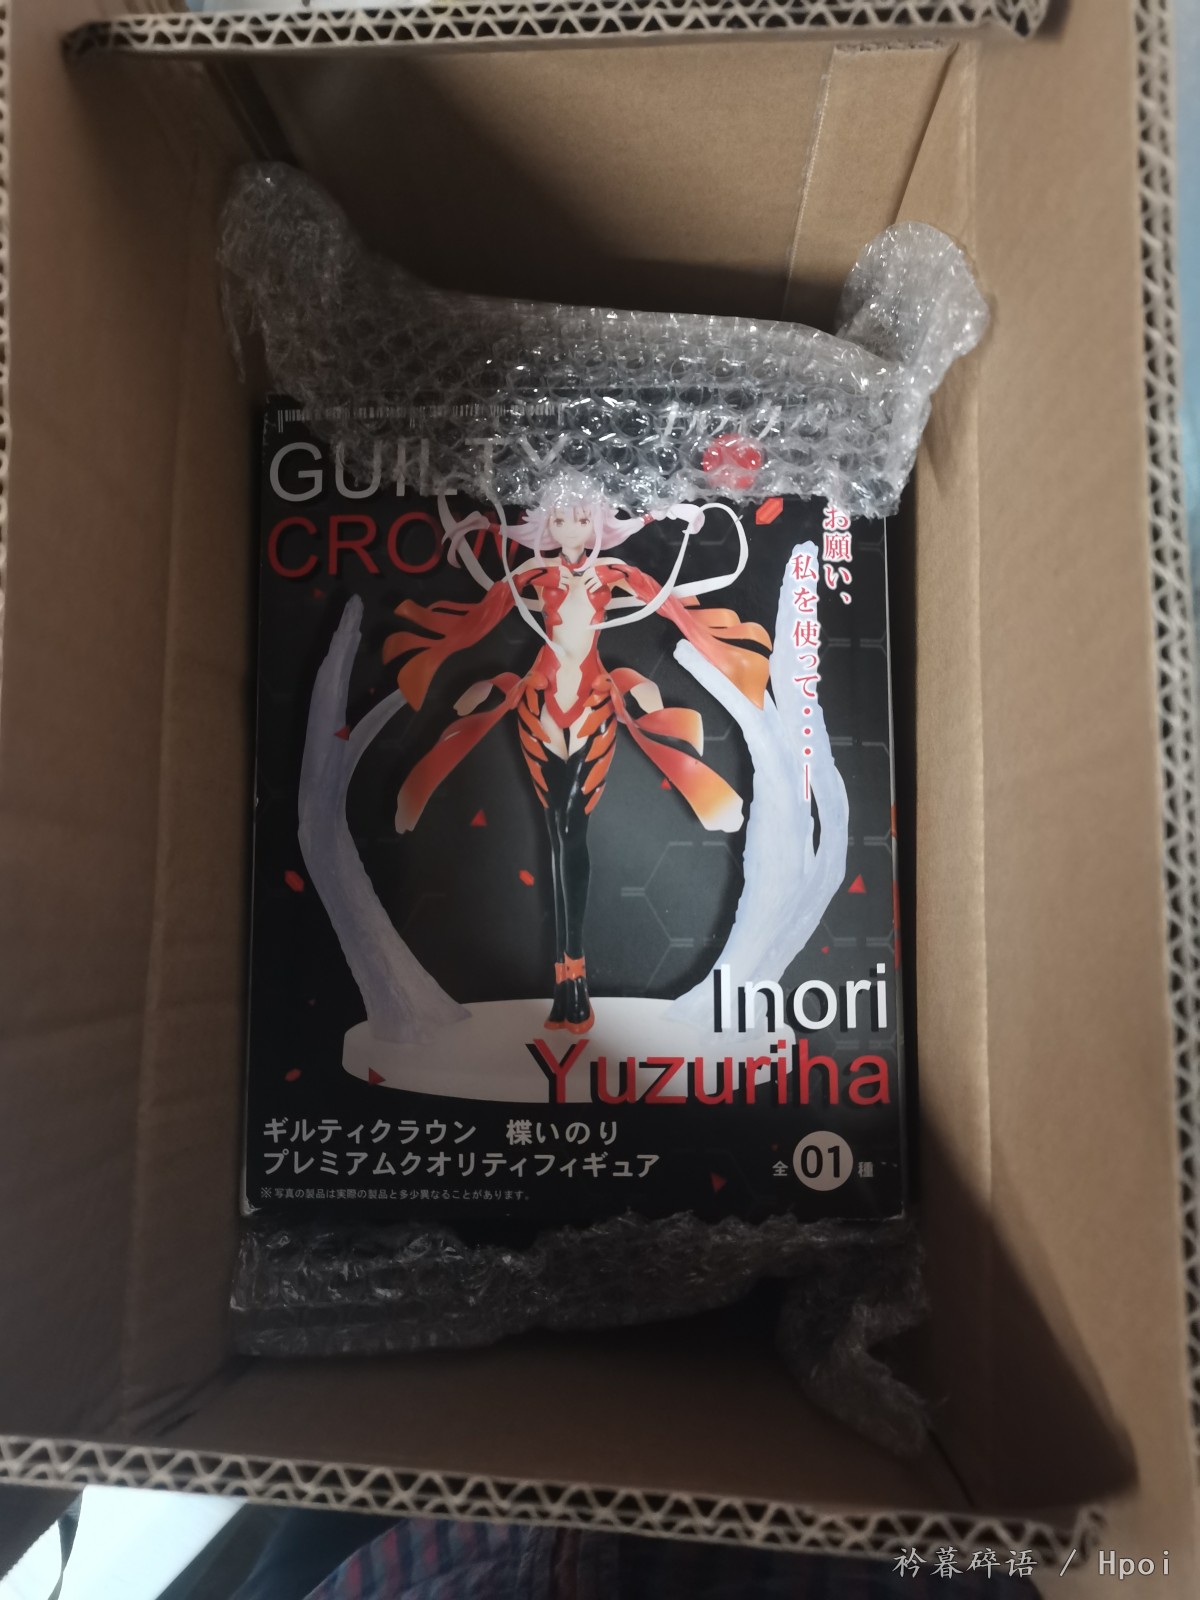 GUILTY
CROWN
お願い、
私を使って・・・―
Inori
Yuzuriha
ギルティクラウン 楪いのり
プレミアムクオリティフィギュア
全01種
※写真の製品は実際の製品と多少異なることがあります。
衿暮碎语 / Hpoi